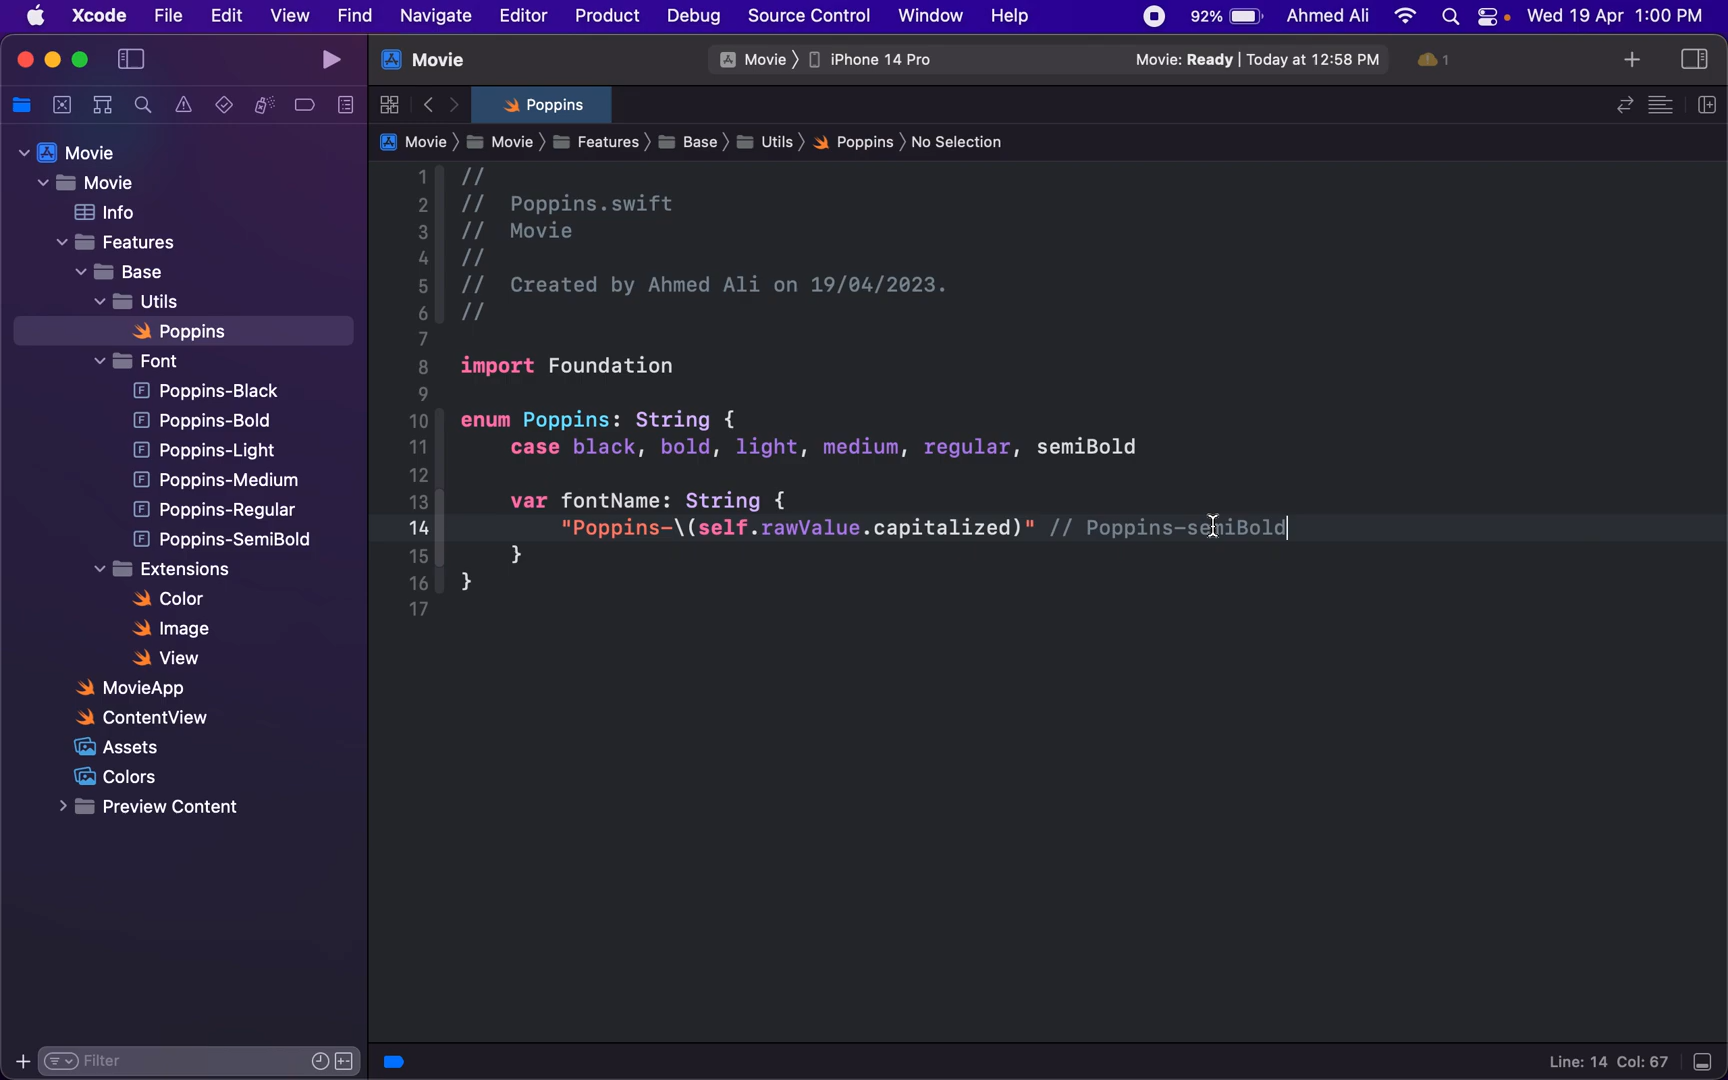 Xcode File Edit View Find Navigate Editor Product Debug Source Control Window Help 92% Ahmed Ali Wed 19 Apr 1:00 PM
Movie Movie 〉 iPhone 14 Pro Movie: Ready | Today at 12:58 PM 1
Poppins
Movie 〉 Movie 〉 Features 〉 Base 〉 Utils 〉 Poppins 〉 No Selection
Movie
Movie
Info
Features
Base
Utils
Poppins
Font
Poppins-Black
Poppins-Bold
Poppins-Light
Poppins-Medium
Poppins-Regular
Poppins-SemiBold
Extensions
Color
Image
View
MovieApp
ContentView
Assets
Colors
Preview Content
Filter
1 //
2 //  Poppins.swift
3 //  Movie
4 //
5 //  Created by Ahmed Ali on 19/04/2023.
6 //
7
8 import Foundation
9
10 enum Poppins: String {
11     case black, bold, light, medium, regular, semiBold
12
13     var fontName: String {
14         "Poppins-\(self.rawValue.capitalized)" // Poppins-semiBold
15     }
16 }
17
Line: 14 Col: 67